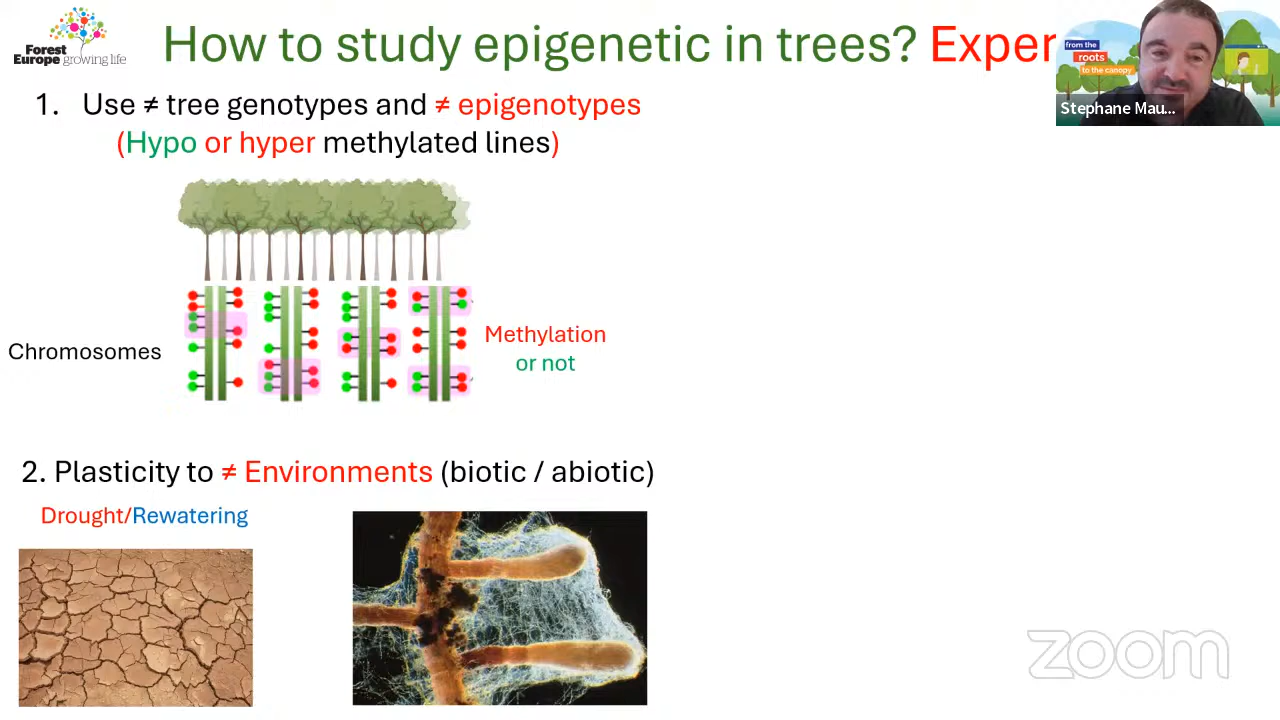 Forest
Europe growing life
How to study epigenetic in trees? Exper
from the
roots
to the canopy
Stephane Mau...
1. Use ≠ tree genotypes and ≠ epigenotypes
(Hypo or hyper methylated lines)
Chromosomes
Methylation
or not
2. Plasticity to ≠ Environments (biotic / abiotic)
Drought/Rewatering
zoom